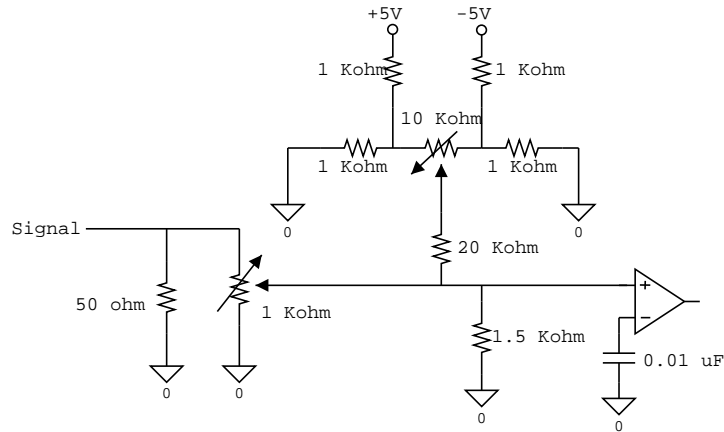 +5V
-5V
1 Kohm
1 Kohm
10 Kohm
1 Kohm
1 Kohm
0
0
Signal
20 Kohm
50 ohm
1 Kohm
+
-
1.5 Kohm
0.01 uF
0
0
0
0